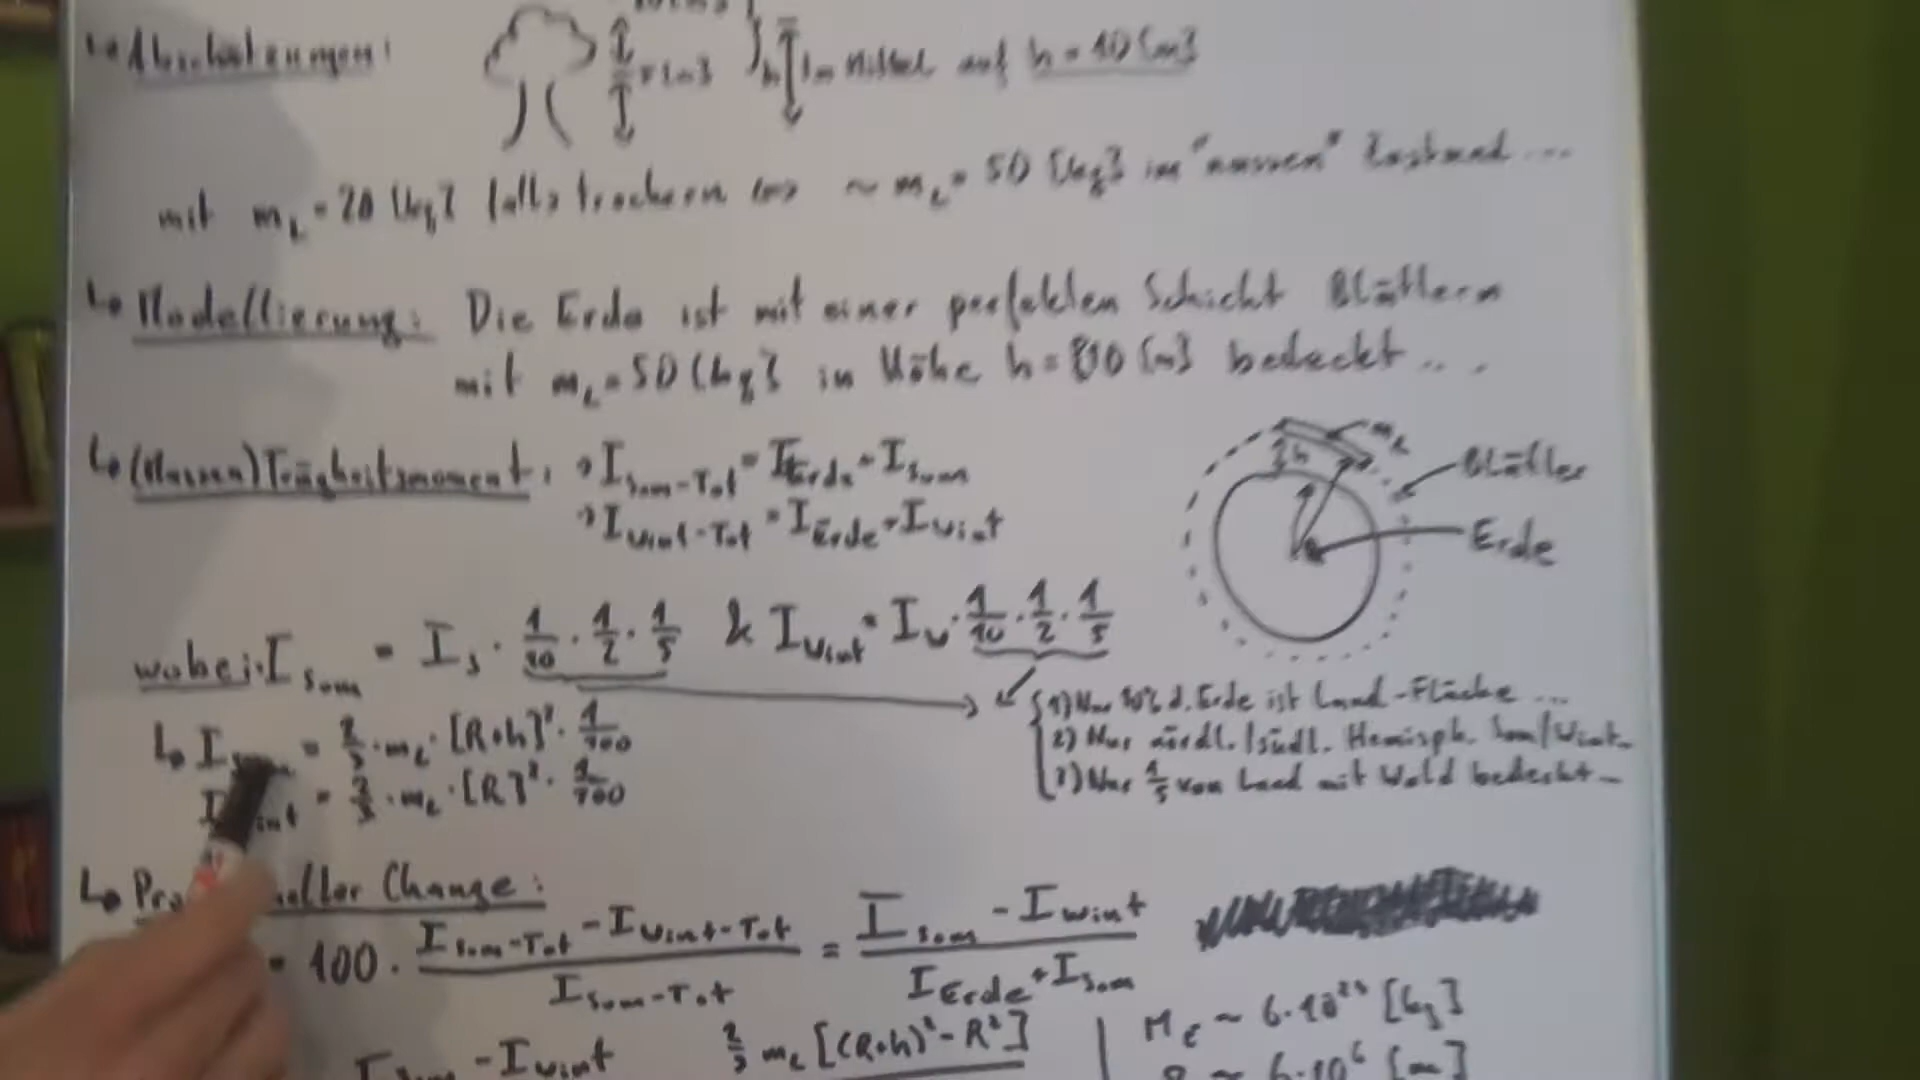 ↳ Abschätzungen: 5 [m] h } Im Mittel auf h = 10 [m]
mit m_L = 20 [kg] falls trocken ⇔ ~ m_L = 50 [kg] im "nassen" Zustand ...
↳ Modellierung: Die Erde ist mit einer perfekten Schicht Blättern
mit m_L = 50 [kg] in Höhe h = 10 [m] bedeckt ...
↳ (Massen)Trägheitsmoment: • I_Som-Tot = I_Erde + I_Som
• I_Wint-Tot = I_Erde + I_Wint
h m_L Blätter
Erde
wobei: I_Som = I_S · 1/10 · 1/2 · 1/5 & I_Wint = I_W · 1/10 · 1/2 · 1/5
1) Nur d. Erde ist Land-Fläche ...
2) Nur nördl./südl. Hemisph. Som/Wint.
3) Nur 1/5 von Land mit Wald bedeckt ...
↳ I = 2/3 · m_L · [R+h]² · 1/100
I_Wint = 2/3 · m_L · [R]² · 1/100
↳ Change:
= 100 · (I_Som-Tot - I_Wint-Tot) / I_Som-Tot = (I_Som - I_Wint) / (I_Erde + I_Som)
I_Som - I_Wint 2/3 m_L [(R+h)² - R²]
M_E ~ 6·10²⁴ [kg]
R ~ 6·10⁶ [m]